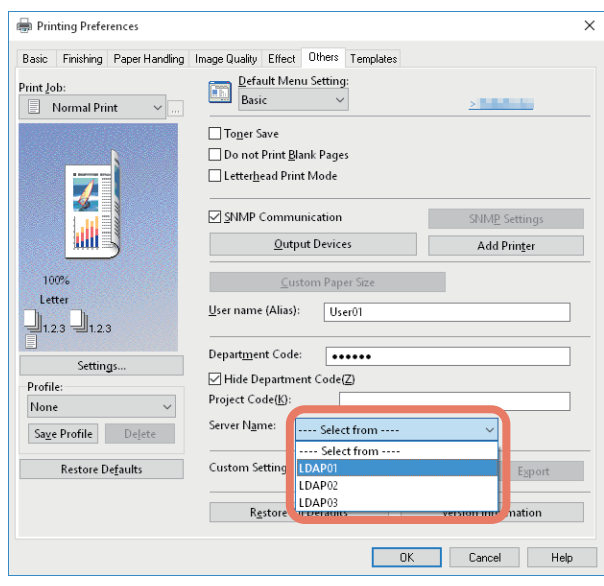 Printing Preferences
Basic Finishing Paper Handling Image Quality Effect Others Templates
Print Job:
Normal Print
...
100%
Letter
1.2.3 1.2.3
Settings...
Profile:
None
Save Profile Delete
Restore Defaults
Default Menu Setting:
Basic
>
Toner Save
Do not Print Blank Pages
Letterhead Print Mode
SNMP Communication
SNMP Settings
Output Devices
Add Printer
Custom Paper Size
User name (Alias): User01
Department Code: ••••••
Hide Department Code(Z)
Project Code(K):
Server Name: ---- Select from ----
---- Select from ----
LDAP01
LDAP02
LDAP03
Custom Setting
Export
OK Cancel Help